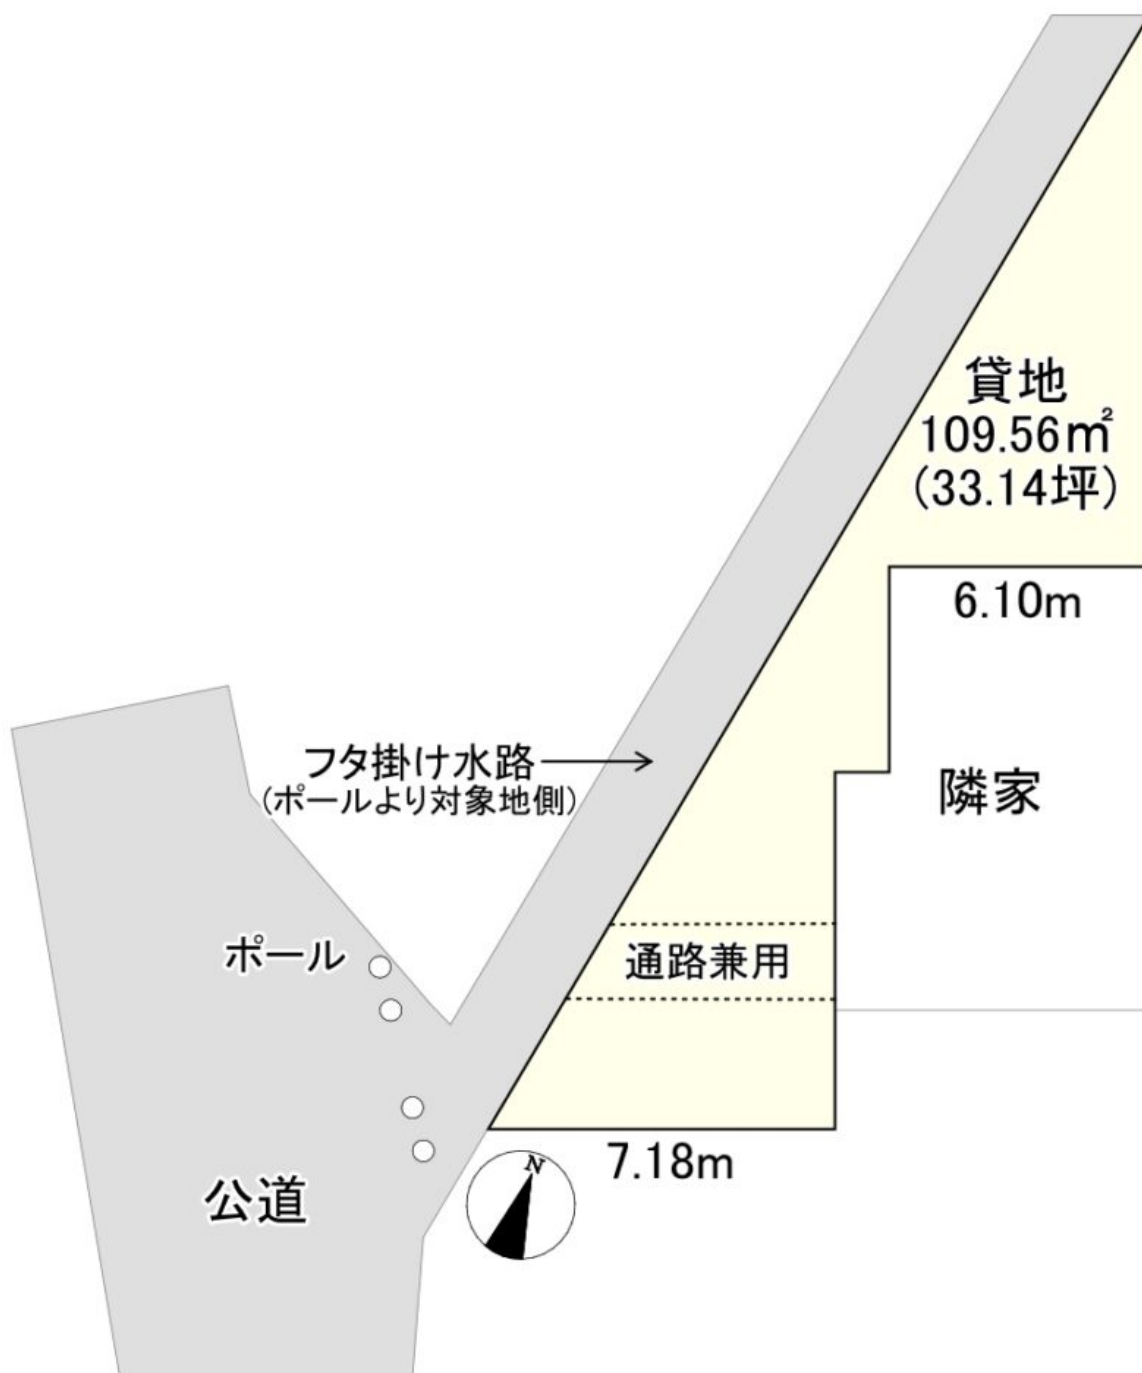 貸地
109.56㎡
(33.14坪)
6.10m
フタ掛け水路
(ポールより対象地側)
隣家
ポール
通路兼用
7.18m
N
公道